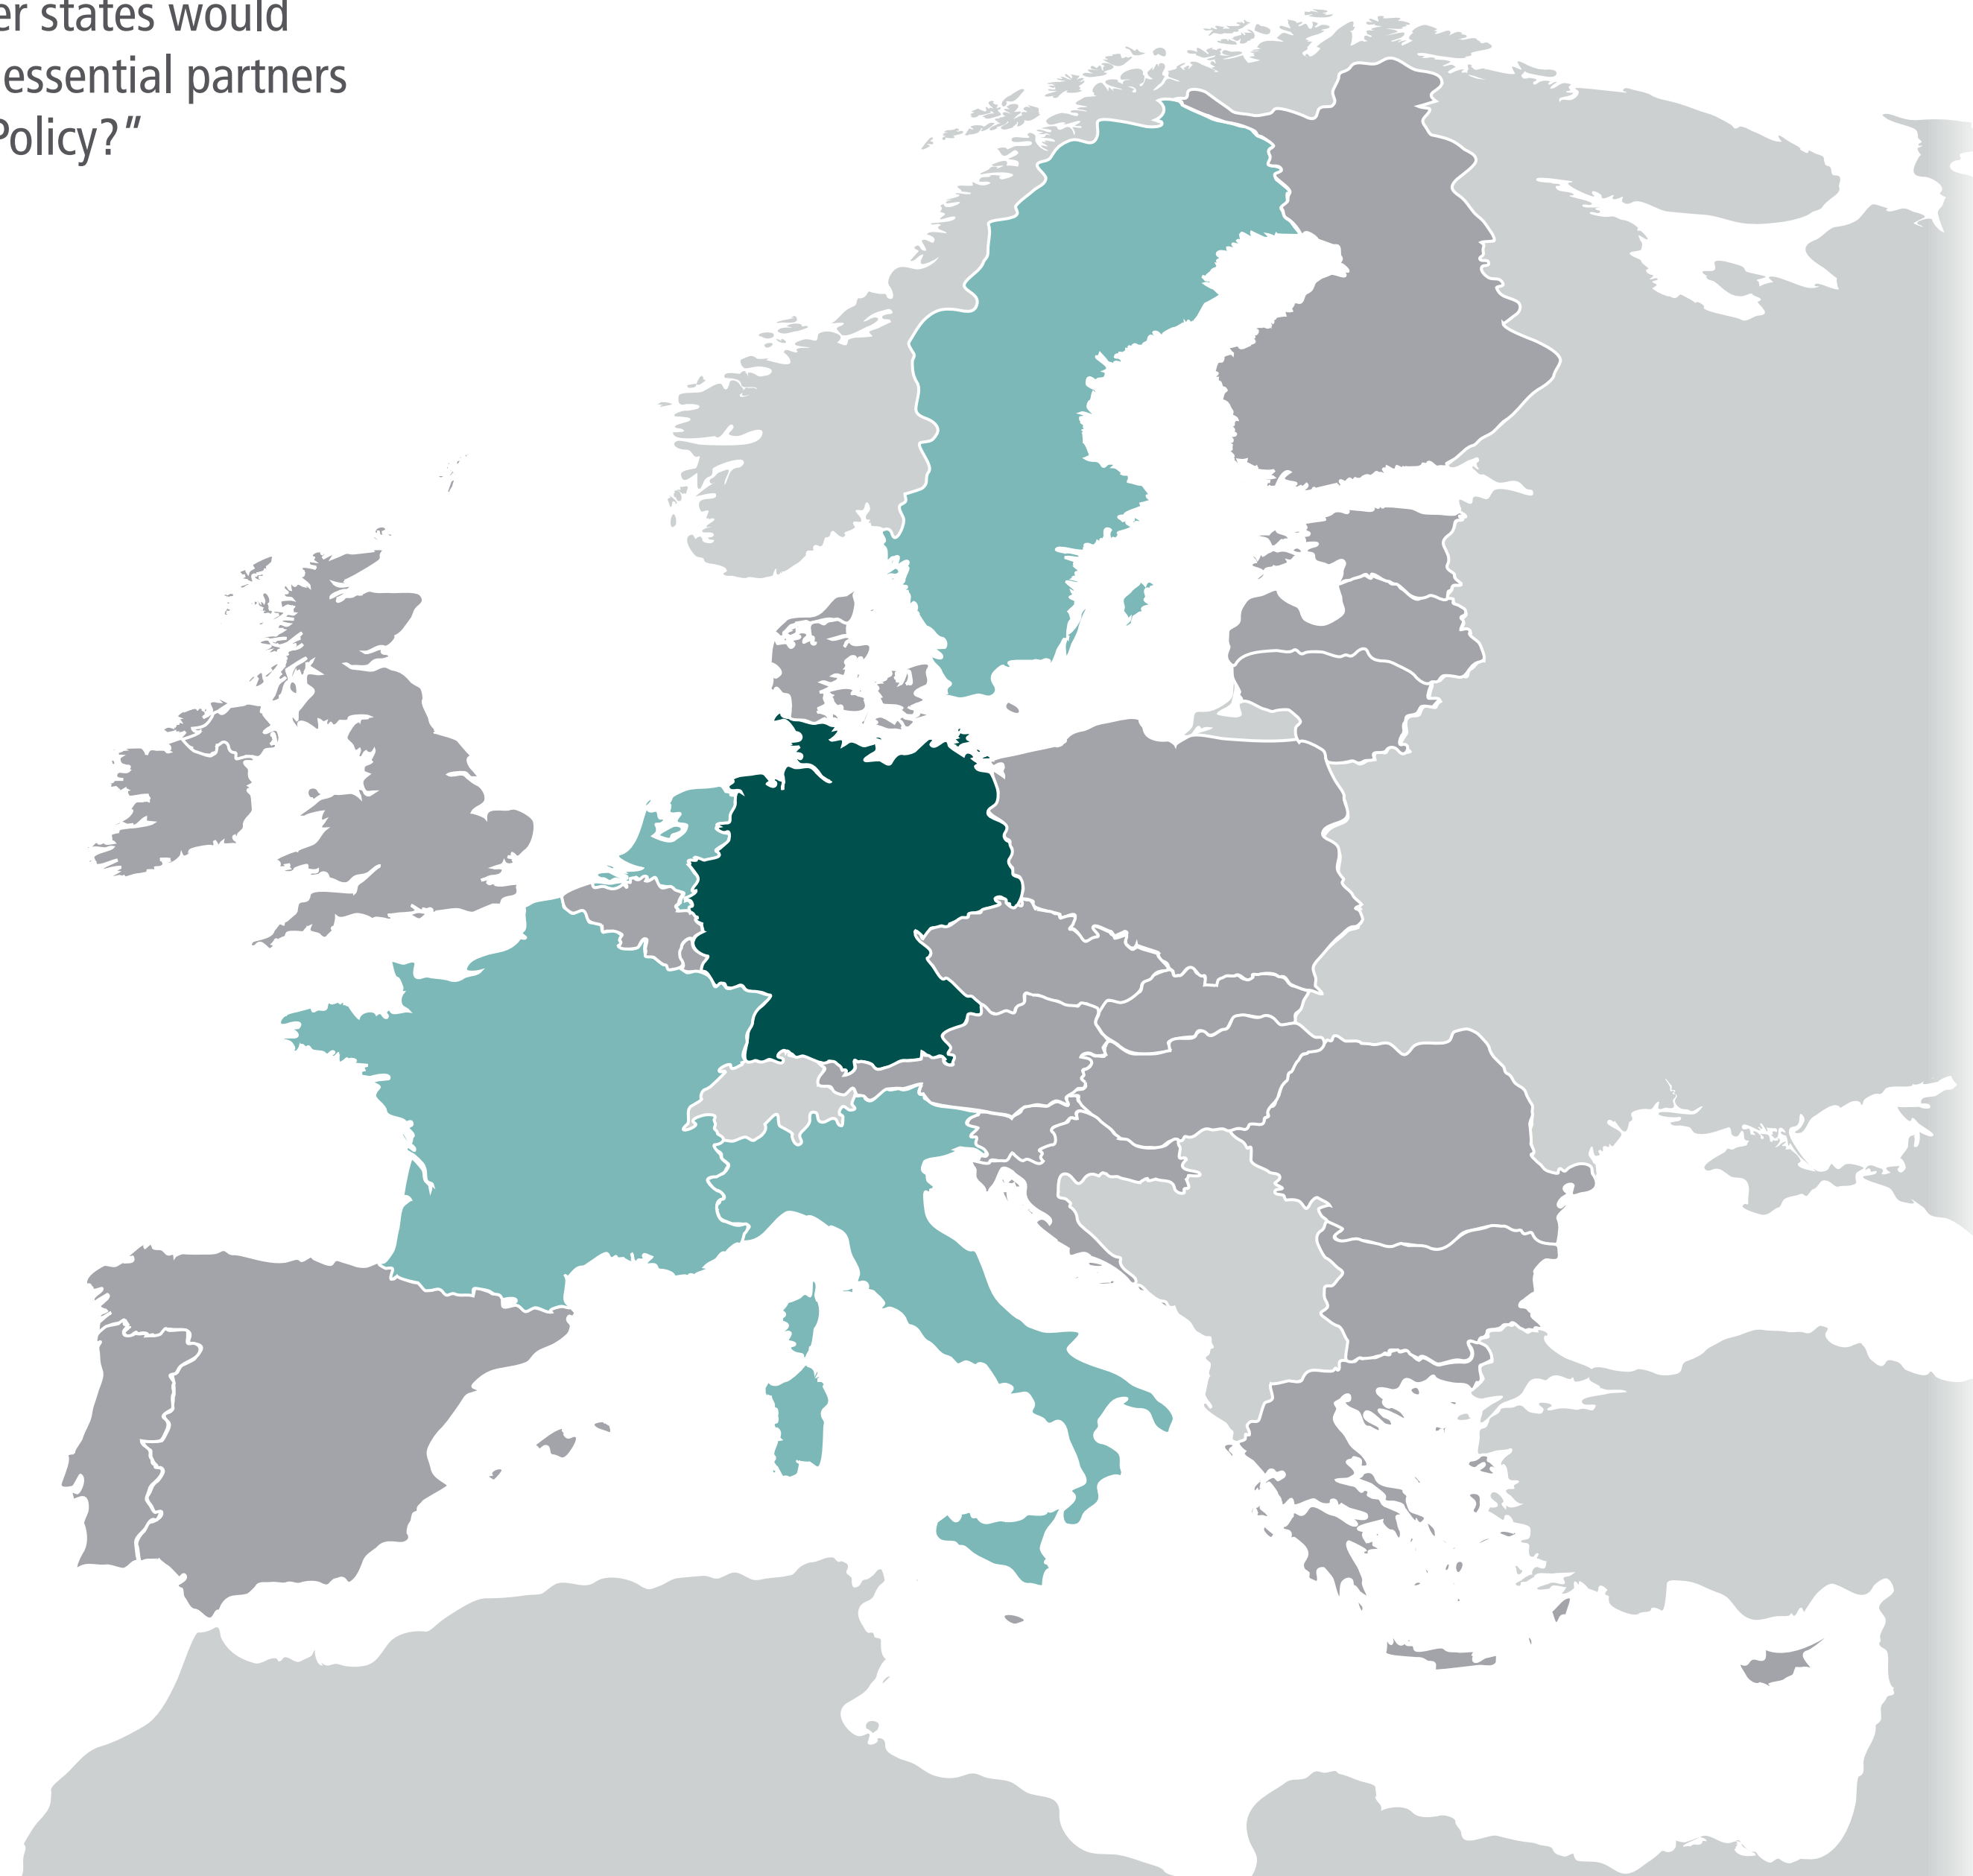 er states would
essential partners
Policy?”